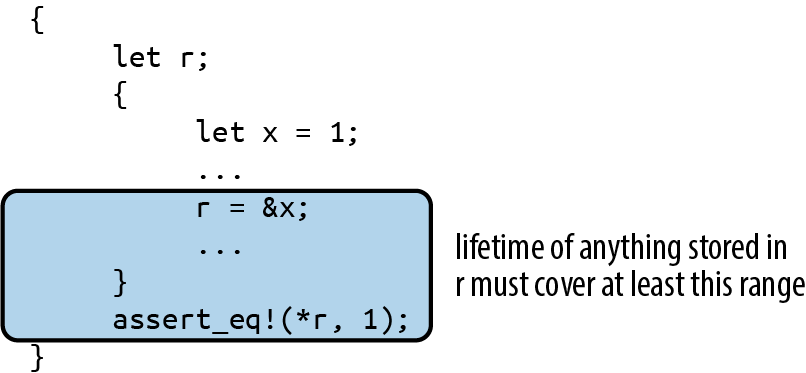 {
let r;
{
let x = 1;
...
r = &x;
...
}
assert_eq!(*r, 1);
}
lifetime of anything stored in
r must cover at least this range